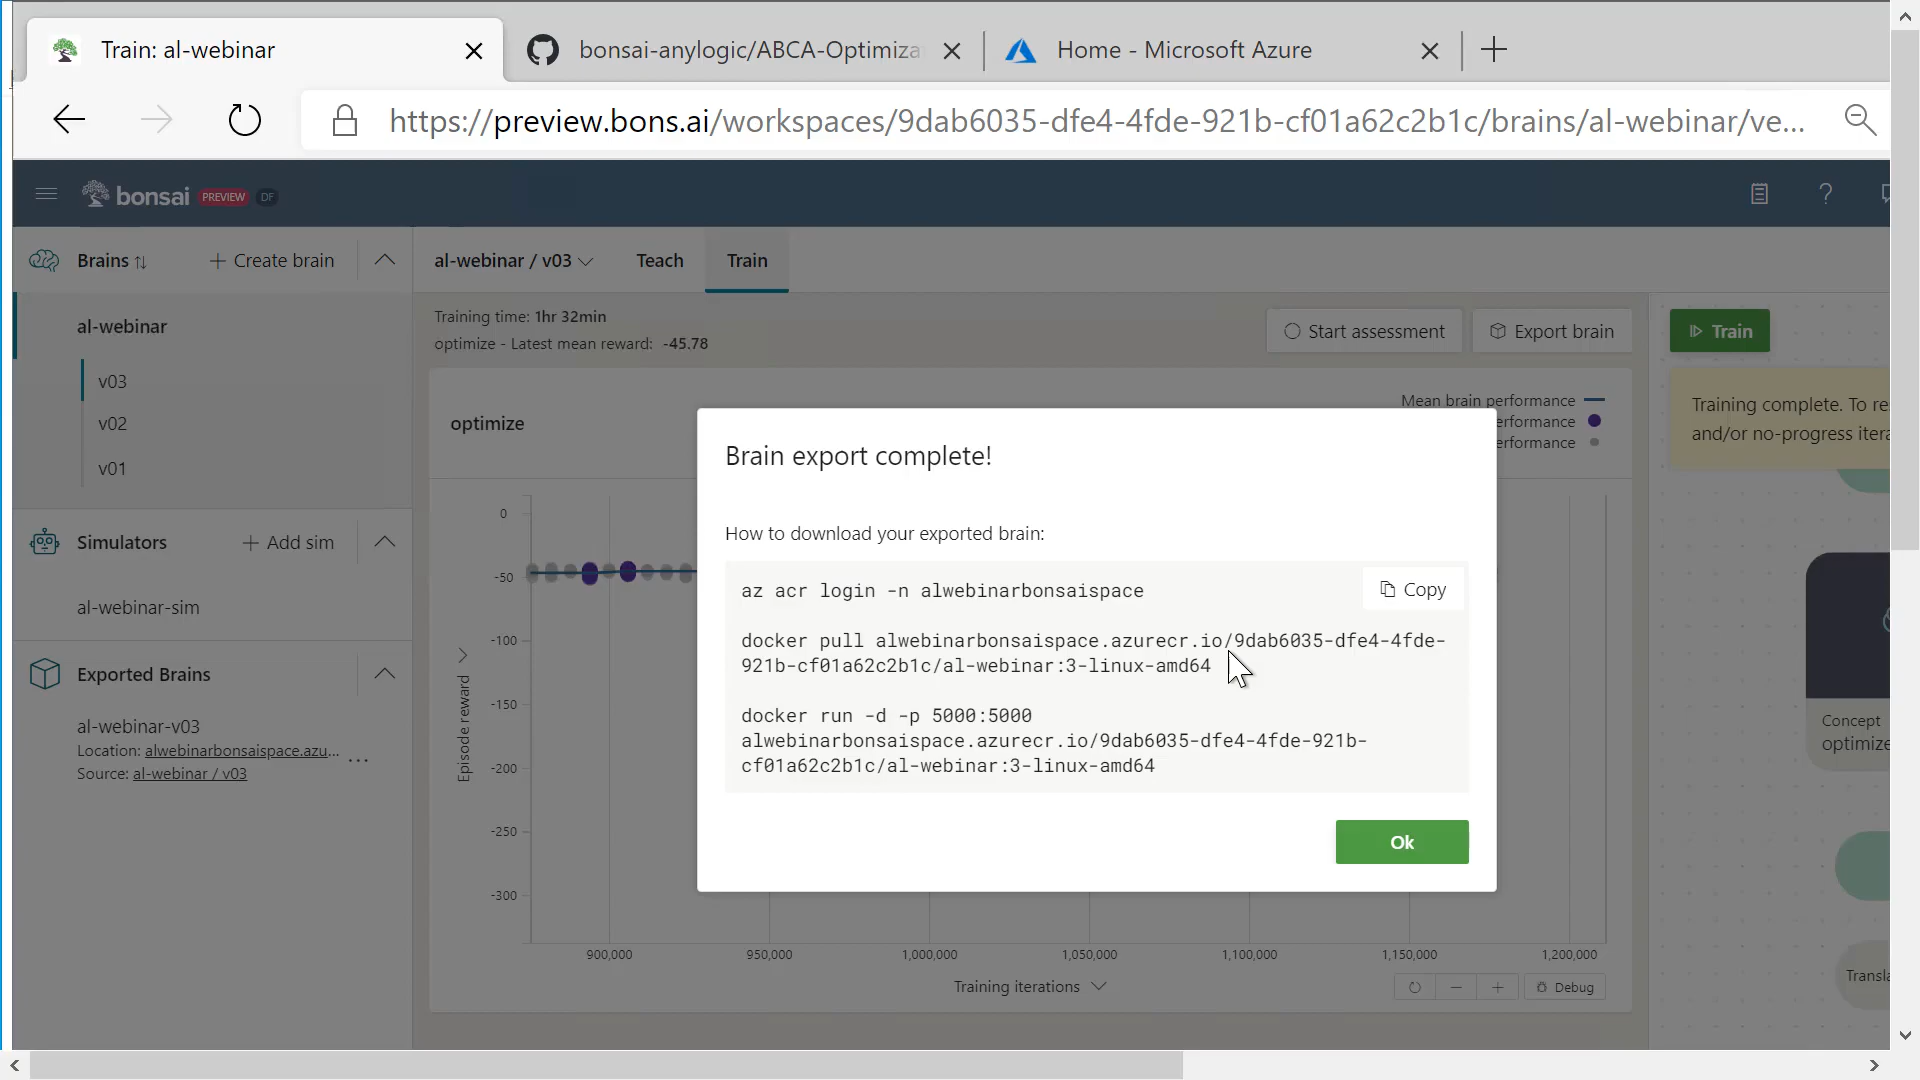 Train: al-webinar
bonsai-anylogic/ABCA-Optimiza
Home - Microsoft Azure
https://preview.bons.ai/workspaces/9dab6035-dfe4-4fde-921b-cf01a62c2b1c/brains/al-webinar/ve...
bonsai PREVIEW DF
Brains
Create brain
al-webinar / v03
Teach
Train
al-webinar
v03
v02
v01
Simulators
Add sim
al-webinar-sim
Exported Brains
al-webinar-v03
Location: alwebinarbonsaispace.azu...
...
Source: al-webinar / v03
Training time: 1hr 32min
optimize - Latest mean reward: -45.78
Start assessment
Export brain
Train
Training complete. To re
and/or no-progress itera
optimize
Mean brain performance
erformance
erformance
Brain export complete!
How to download your exported brain:
Copy
az acr login -n alwebinarbonsaispace
docker pull alwebinarbonsaispace.azurecr.io/9dab6035-dfe4-4fde-
921b-cf01a62c2b1c/al-webinar:3-linux-amd64
docker run -d -p 5000:5000
alwebinarbonsaispace.azurecr.io/9dab6035-dfe4-4fde-921b-
cf01a62c2b1c/al-webinar:3-linux-amd64
Ok
Episode reward
0
-50
-100
-150
-200
-250
-300
900,000
950,000
1,000,000
1,050,000
1,100,000
1,150,000
1,200,000
Training iterations
Debug
Concept
optimize
Transla